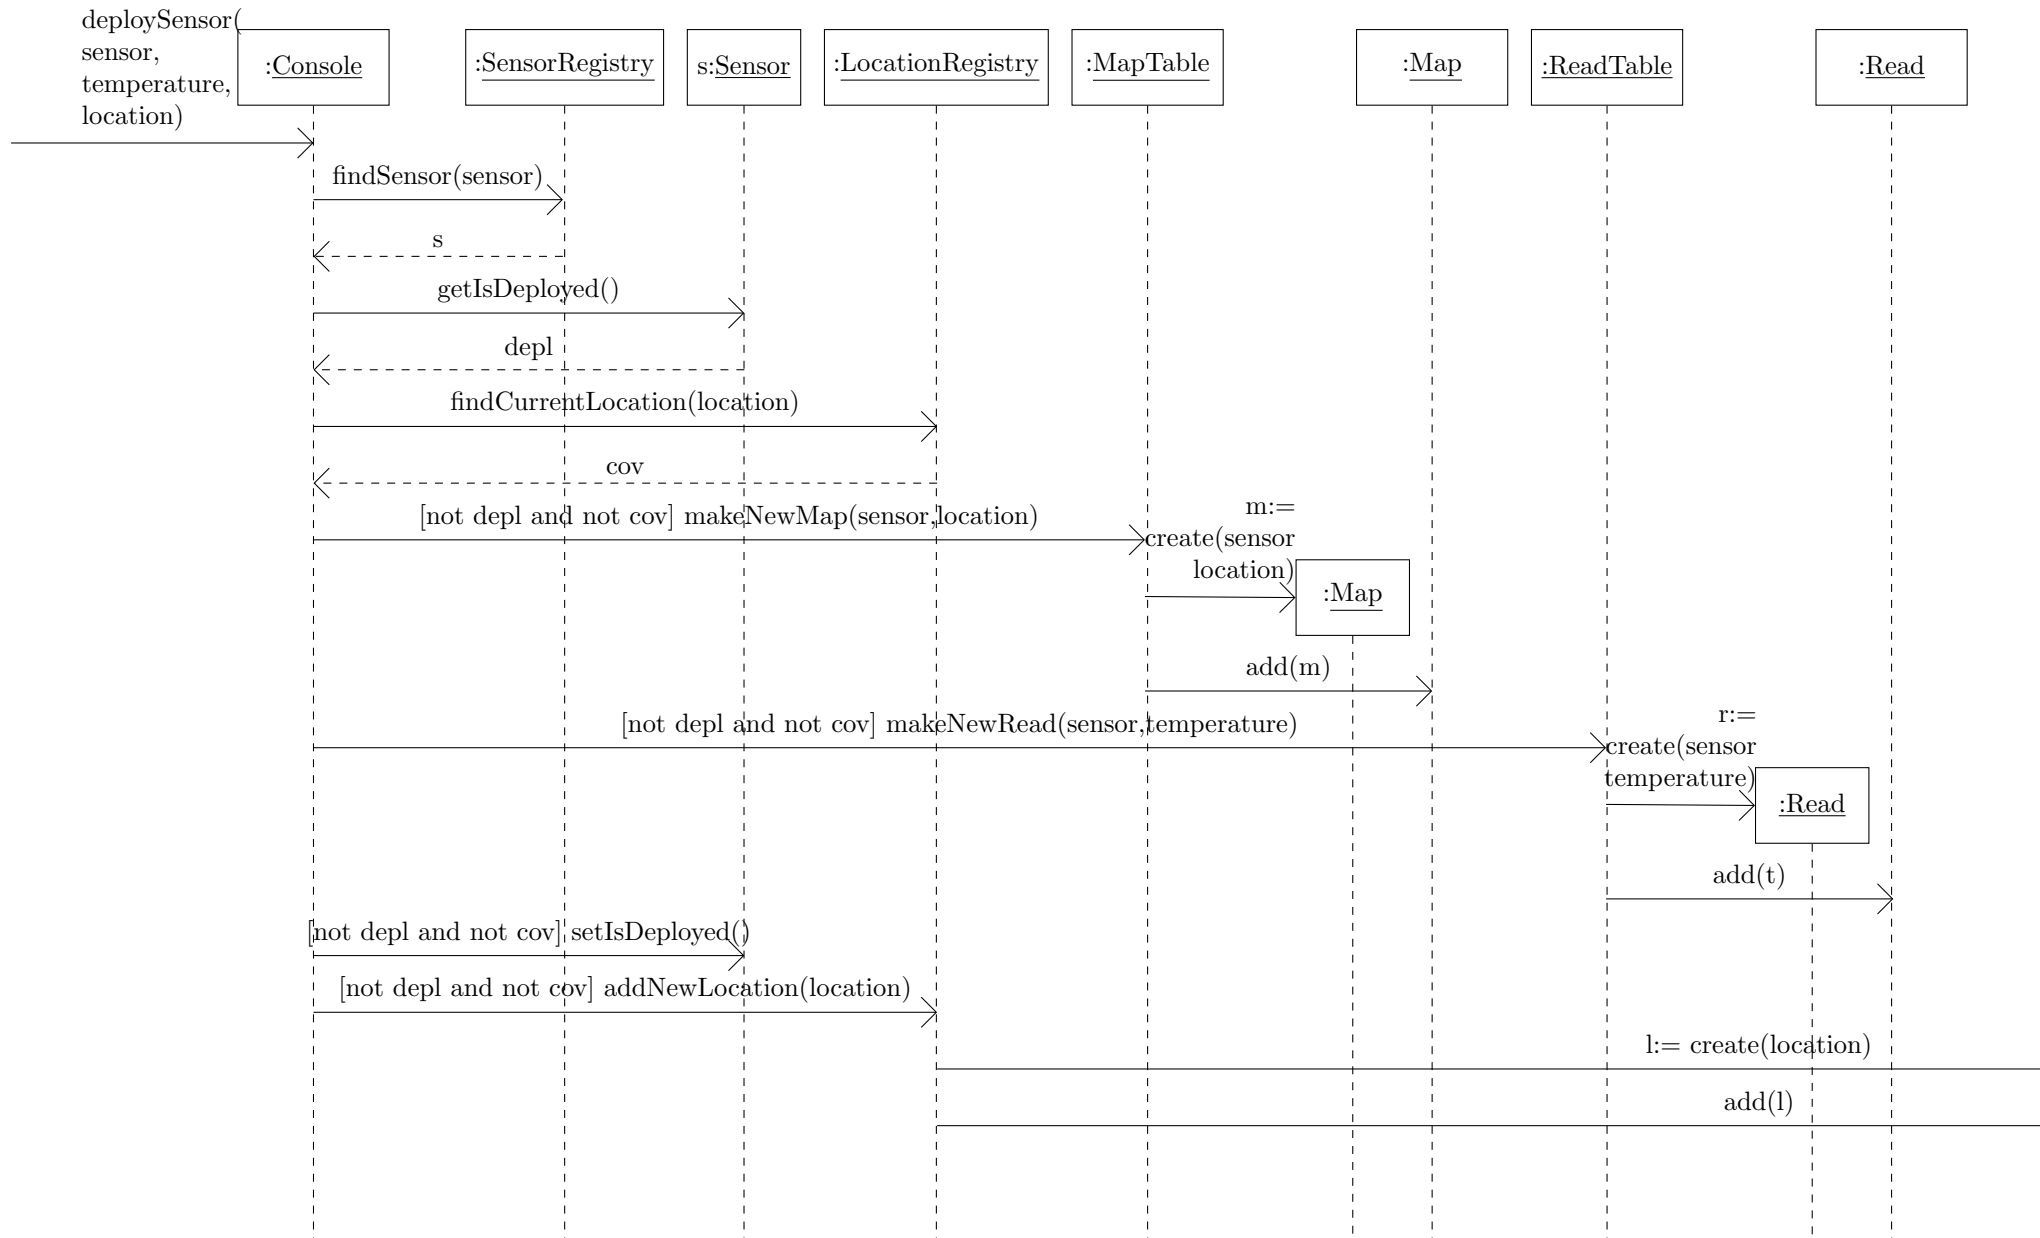 deploySensor(
sensor,
temperature,
location)
:Console
:SensorRegistry
s:Sensor
:LocationRegistry
:MapTable
:Map
:ReadTable
:Read
findSensor(sensor)
s
getIsDeployed()
depl
findCurrentLocation(location)
cov
[not depl and not cov] makeNewMap(sensor,location)
m:=
create(sensor
location)
:Map
add(m)
[not depl and not cov] makeNewRead(sensor,temperature)
r:=
create(sensor
temperature)
:Read
add(t)
[not depl and not cov] setIsDeployed()
[not depl and not cov] addNewLocation(location)
l:= create(location)
add(l)